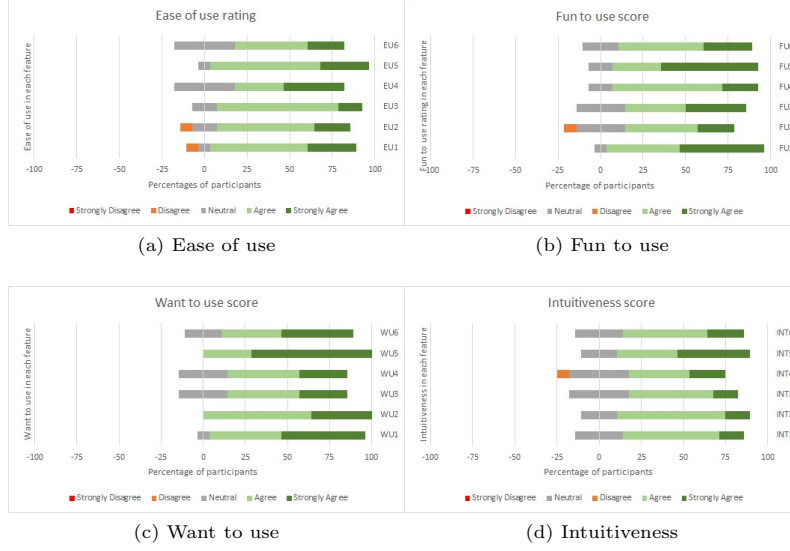 Ease of use rating
Ease of use in each feature
EU6
EU5
EU4
EU3
EU2
EU1
-100 -75 -50 -25 0 25 50 75 100
Percentages of participants
Strongly Disagree Disagree Neutral Agree Strongly Agree
(a) Ease of use
Fun to use score
Fun to use rating in each feature
-100 -75 -50 -25 0 25 50 75 100
Percentage of participants
Strongly Disagree Disagree Neutral Agree Strongly Agree
(b) Fun to use
Want to use score
Want to use in each feature
WU6
WU5
WU4
WU3
WU2
WU1
-100 -75 -50 -25 0 25 50 75 100
Percentage of participants
Strongly Disagree Disagree Neutral Agree Strongly Agree
(c) Want to use
Intuitiveness score
Intuitiveness in each feature
-100 -75 -50 -25 0 25 50 75 100
Percentage of participants
Strongly Disagree Disagree Neutral Agree Strongly Agree
(d) Intuitiveness